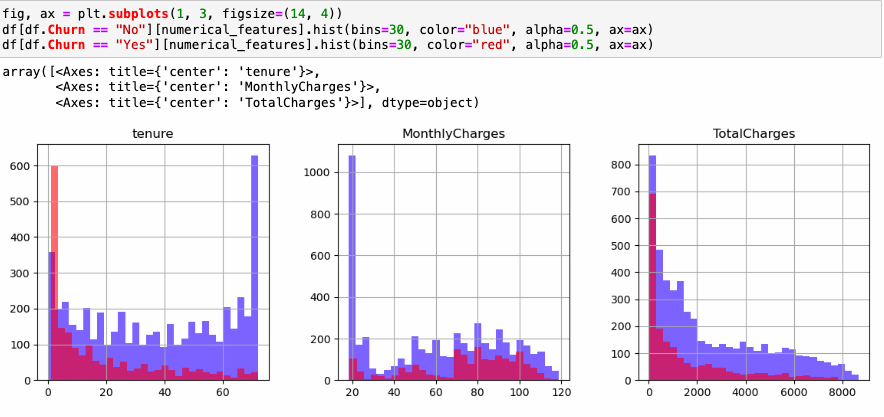 fig, ax = plt.subplots(1, 3, figsize=(14, 4))
df[df.Churn == "No"][numerical_features].hist(bins=30, color="blue", alpha=0.5, ax=ax)
df[df.Churn == "Yes"][numerical_features].hist(bins=30, color="red", alpha=0.5, ax=ax)
array([<Axes: title={'center': 'tenure'}>,
<Axes: title={'center': 'MonthlyCharges'}>,
<Axes: title={'center': 'TotalCharges'}>], dtype=object)
tenure
600
500
400
300
200
100
0
0 20 40 60
MonthlyCharges
1000
800
600
400
200
0
20 40 60 80 100 120
TotalCharges
800
700
600
500
400
300
200
100
0
0 2000 4000 6000 8000